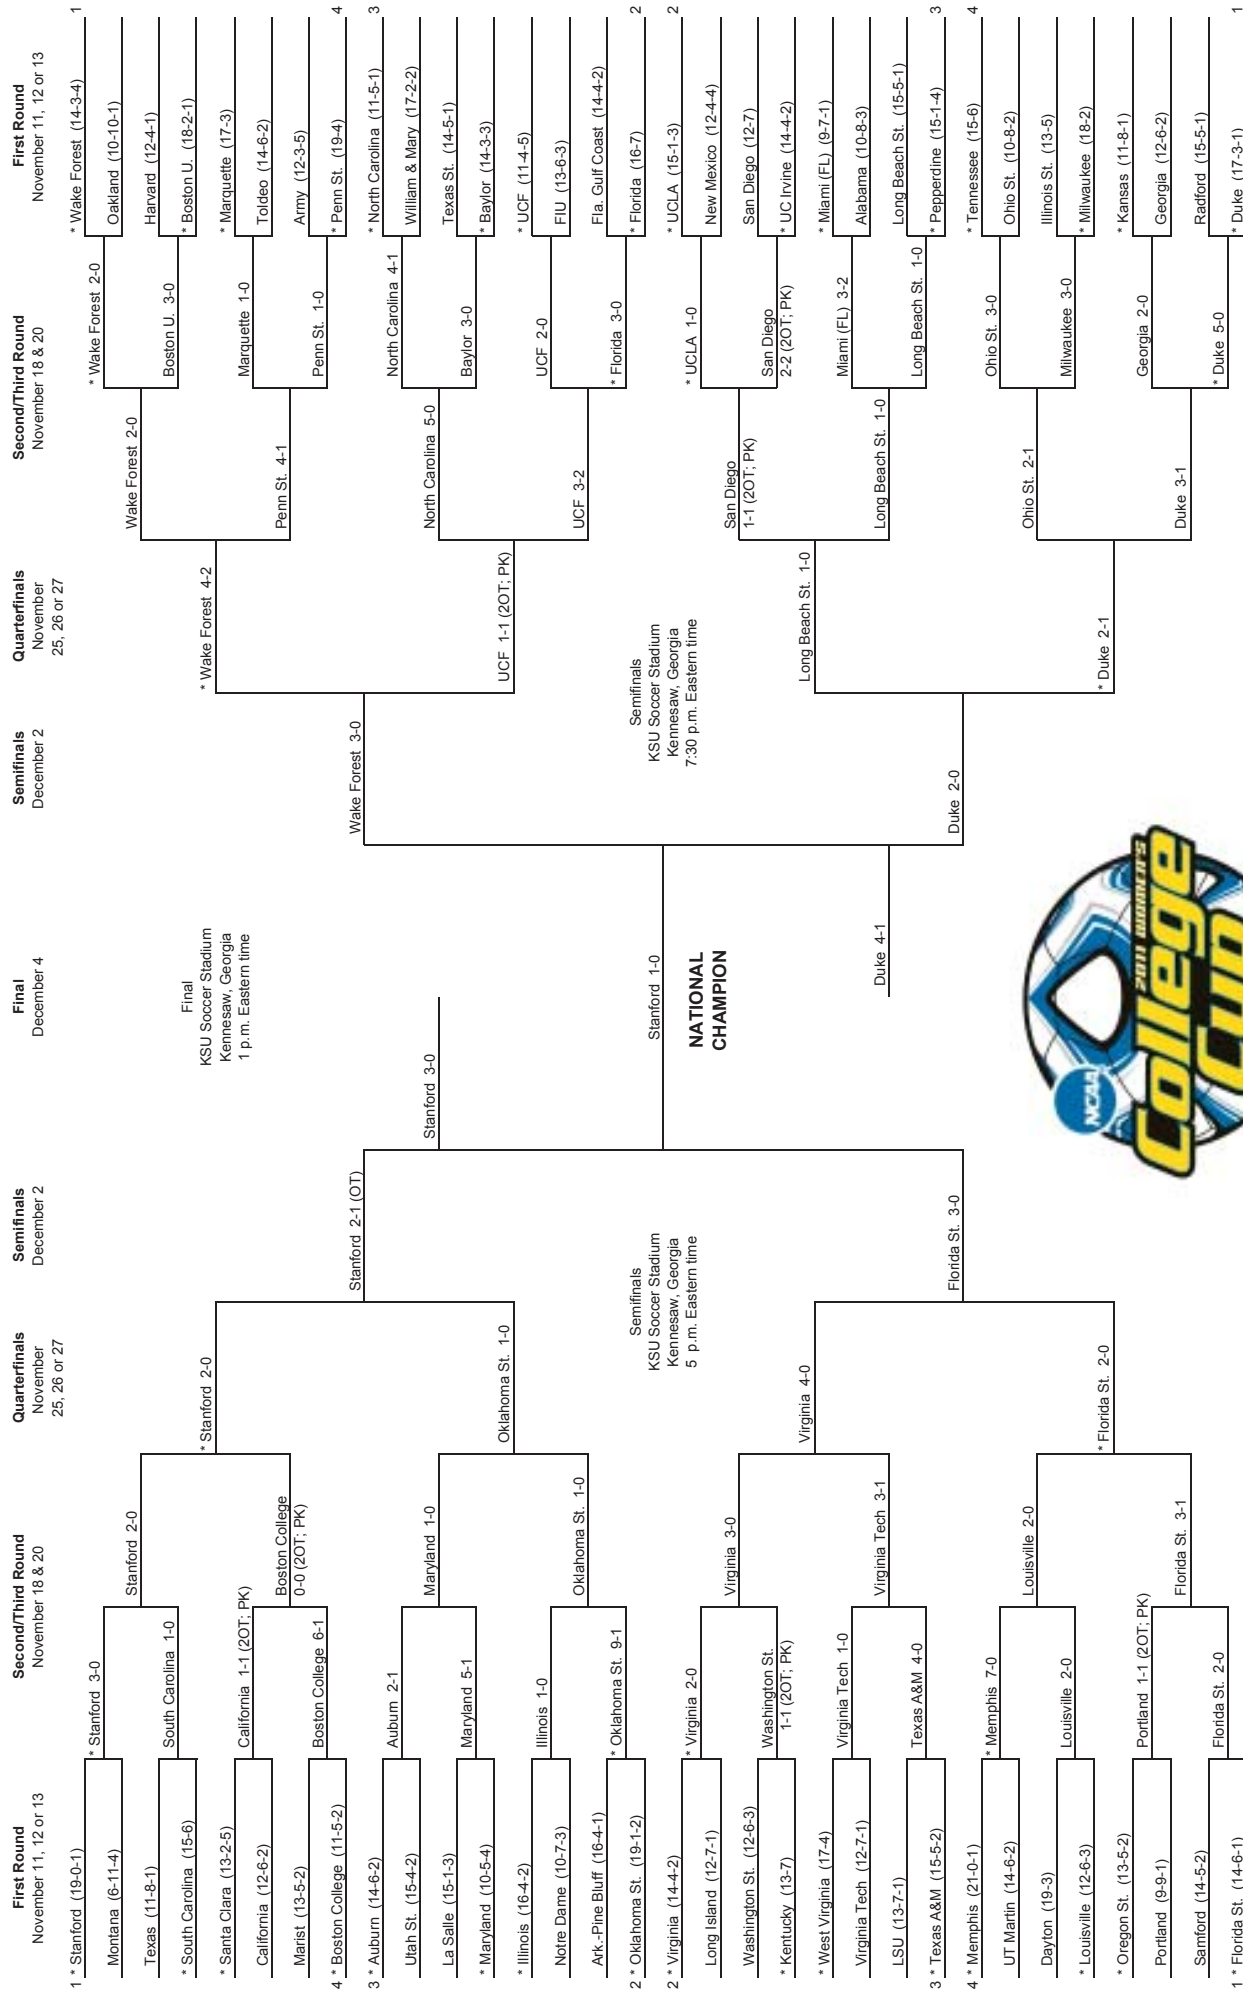 First Round
November 11, 12 or 13
Second/Third Round
November 18 & 20
Quarterfinals
November
25, 26 or 27
Semifinals
December 2
Final
December 4
Semifinals
December 2
Quarterfinals
November
25, 26 or 27
Second/Third Round
November 18 & 20
First Round
November 11, 12 or 13
1 * Stanford (19-0-1)
Montana (6-11-4)
Texas (11-8-1)
* South Carolina (15-6)
* Santa Clara (13-2-5)
California (12-6-2)
Marist (13-5-2)
4 * Boston College (11-5-2)
3 * Auburn (14-6-2)
Utah St. (15-4-2)
La Salle (15-1-3)
* Maryland (10-5-4)
* Illinois (16-4-2)
Notre Dame (10-7-3)
Ark.-Pine Bluff (16-4-1)
2 * Oklahoma St. (19-1-2)
2 * Virginia (14-4-2)
Long Island (12-7-1)
Washington St. (12-6-3)
* Kentucky (13-7)
* West Virginia (17-4)
Virginia Tech (12-7-1)
LSU (13-7-1)
3 * Texas A&M (15-5-2)
4 * Memphis (21-0-1)
UT Martin (14-6-2)
Dayton (19-3)
* Louisville (12-6-3)
* Oregon St. (13-5-2)
Portland (9-9-1)
Samford (14-5-2)
1 * Florida St. (14-6-1)
* Stanford 3-0
South Carolina 1-0
California 1-1 (2OT; PK)
Boston College 6-1
Auburn 2-1
Maryland 5-1
Illinois 1-0
* Oklahoma St. 9-1
* Virginia 2-0
Washington St.
1-1 (2OT; PK)
Virginia Tech 1-0
Texas A&M 4-0
* Memphis 7-0
Louisville 2-0
Portland 1-1 (2OT; PK)
Florida St. 2-0
Stanford 2-0
Boston College
0-0 (2OT; PK)
Maryland 1-0
Oklahoma St. 1-0
Virginia 3-0
Virginia Tech 3-1
Louisville 2-0
Florida St. 3-1
* Stanford 2-0
Oklahoma St. 1-0
Virginia 4-0
* Florida St. 2-0
Stanford 2-1 (OT)
Semifinals
KSU Soccer Stadium
Kennesaw, Georgia
5 p.m. Eastern time
Florida St. 3-0
Stanford 3-0
Final
KSU Soccer Stadium
Kennesaw, Georgia
1 p.m. Eastern time
Stanford 1-0
NATIONAL
CHAMPION
Duke 4-1
Wake Forest 3-0
Duke 2-0
* Wake Forest 4-2
UCF 1-1 (2OT; PK)
Semifinals
KSU Soccer Stadium
Kennesaw, Georgia
7:30 p.m. Eastern time
Long Beach St. 1-0
* Duke 2-1
Wake Forest 2-0
Penn St. 4-1
North Carolina 5-0
UCF 3-2
San Diego
1-1 (2OT; PK)
Long Beach St. 1-0
Ohio St. 2-1
Duke 3-1
* Wake Forest 2-0
Boston U. 3-0
Marquette 1-0
Penn St. 1-0
North Carolina 4-1
Baylor 3-0
UCF 2-0
* Florida 3-0
* UCLA 1-0
San Diego
2-2 (2OT; PK)
Miami (FL) 3-2
Long Beach St. 1-0
Ohio St. 3-0
Milwaukee 3-0
Georgia 2-0
* Duke 5-0
* Wake Forest (14-3-4) 1
Oakland (10-10-1)
Harvard (12-4-1)
* Boston U. (18-2-1)
* Marquette (17-3)
Toldeo (14-6-2)
Army (12-3-5)
* Penn St. (19-4) 4
* North Carolina (11-5-1) 3
William & Mary (17-2-2)
Texas St. (14-5-1)
* Baylor (14-3-3)
* UCF (11-4-5)
FIU (13-6-3)
Fla. Gulf Coast (14-4-2)
* Florida (16-7) 2
* UCLA (15-1-3) 2
New Mexico (12-4-4)
San Diego (12-7)
* UC Irvine (14-4-2)
* Miami (FL) (9-7-1)
Alabama (10-8-3)
Long Beach St. (15-5-1)
* Pepperdine (15-1-4) 3
* Tennessee (15-6) 4
Ohio St. (10-8-2)
Illinois St. (13-5)
* Milwaukee (18-2)
* Kansas (11-8-1)
Georgia (12-6-2)
Radford (15-5-1)
* Duke (17-3-1) 1
NCAA
2011 WOMEN'S
College
Cup